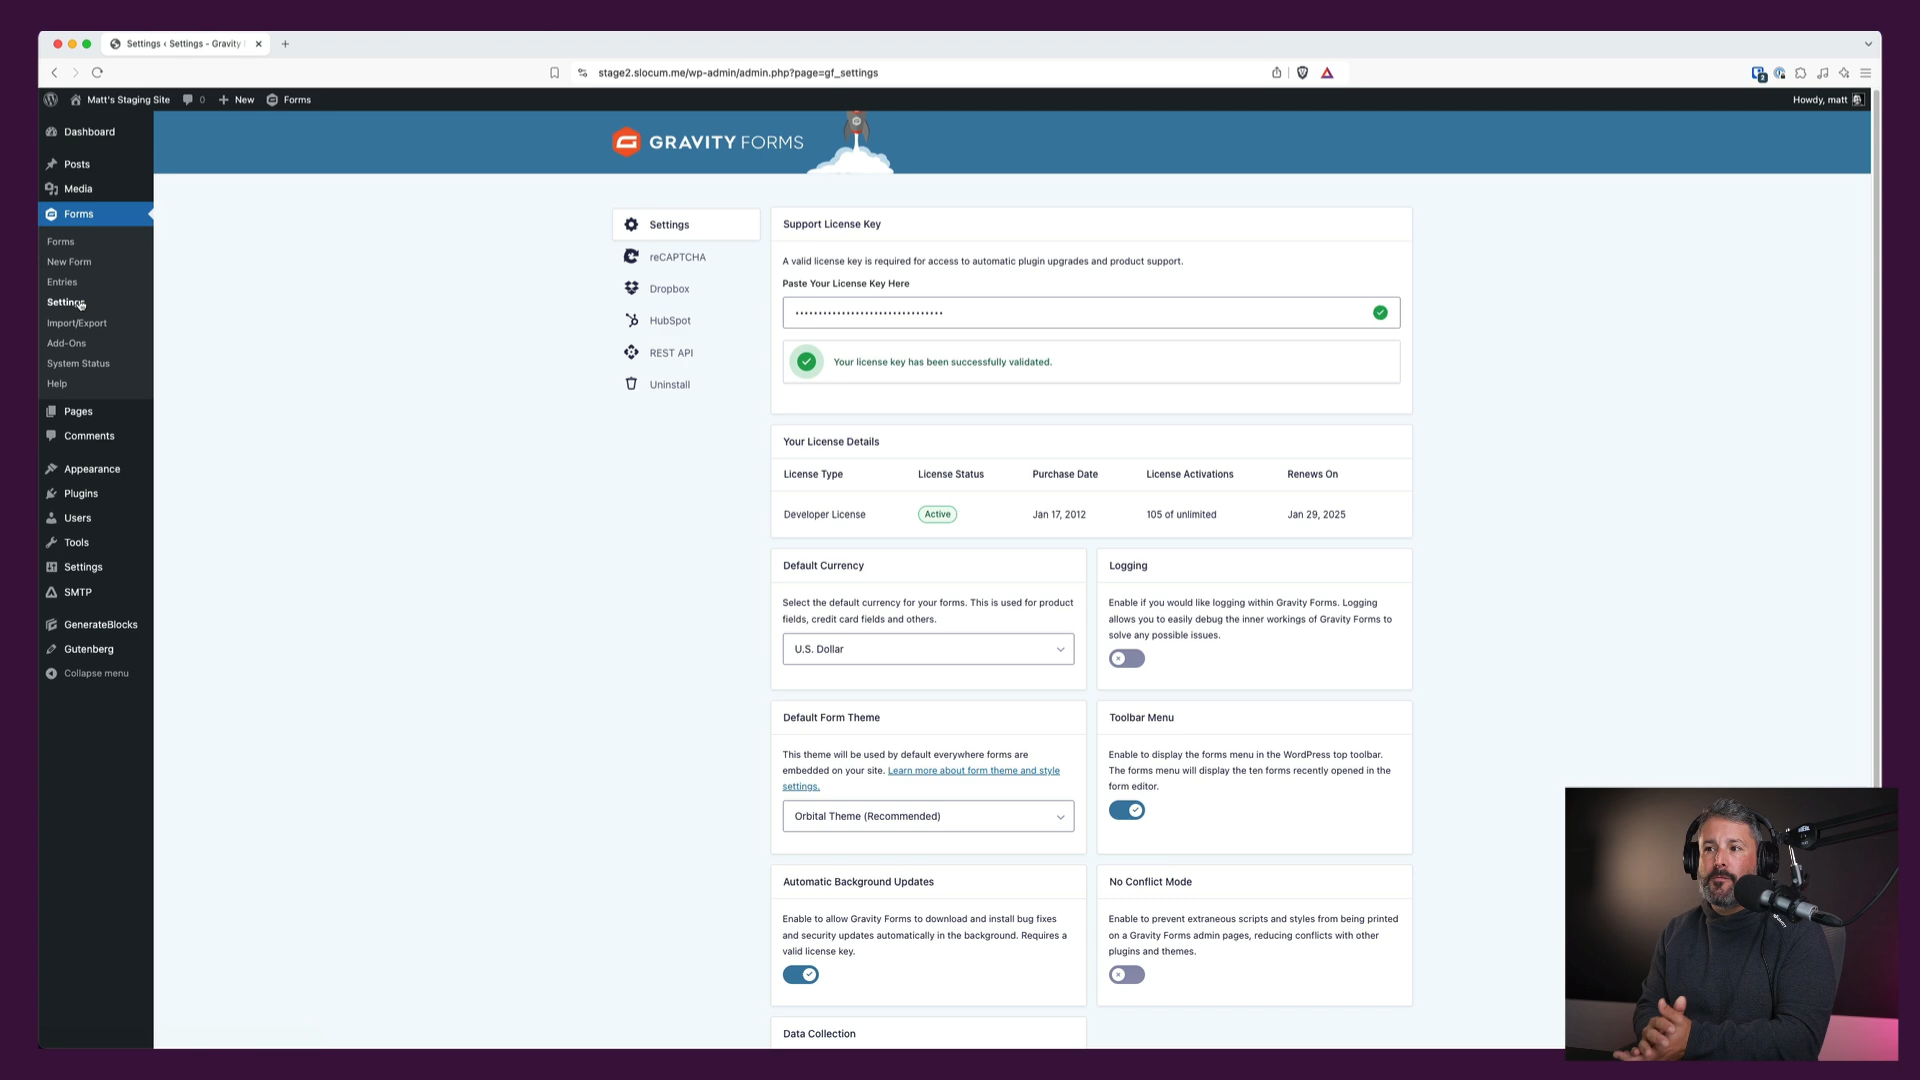 Settings ‹ Settings - Gravity
stage2.slocum.me/wp-admin/admin.php?page=gf_settings
Matt's Staging Site
0
New
Forms
Howdy, matt
Dashboard
Posts
Media
Forms
Forms
New Form
Entries
Settings
Import/Export
Add-Ons
System Status
Help
Pages
Comments
Appearance
Plugins
Users
Tools
Settings
SMTP
GenerateBlocks
Gutenberg
Collapse menu
GRAVITY FORMS
Settings
reCAPTCHA
Dropbox
HubSpot
REST API
Uninstall
Support License Key
A valid license key is required for access to automatic plugin upgrades and product support.
Paste Your License Key Here
Your license key has been successfully validated.
Your License Details
License Type License Status Purchase Date License Activations Renews On
Developer License Active Jan 17, 2012 105 of unlimited Jan 29, 2025
Default Currency
Select the default currency for your forms. This is used for product
fields, credit card fields and others.
U.S. Dollar
Logging
Enable if you would like logging within Gravity Forms. Logging
allows you to easily debug the inner workings of Gravity Forms to
solve any possible issues.
Default Form Theme
This theme will be used by default everywhere forms are
embedded on your site. Learn more about form theme and style
settings.
Orbital Theme (Recommended)
Toolbar Menu
Enable to display the forms menu in the WordPress top toolbar.
The forms menu will display the ten forms recently opened in the
form editor.
Automatic Background Updates
Enable to allow Gravity Forms to download and install bug fixes
and security updates automatically in the background. Requires a
valid license key.
No Conflict Mode
Enable to prevent extraneous scripts and styles from being printed
on a Gravity Forms admin pages, reducing conflicts with other
plugins and themes.
Data Collection